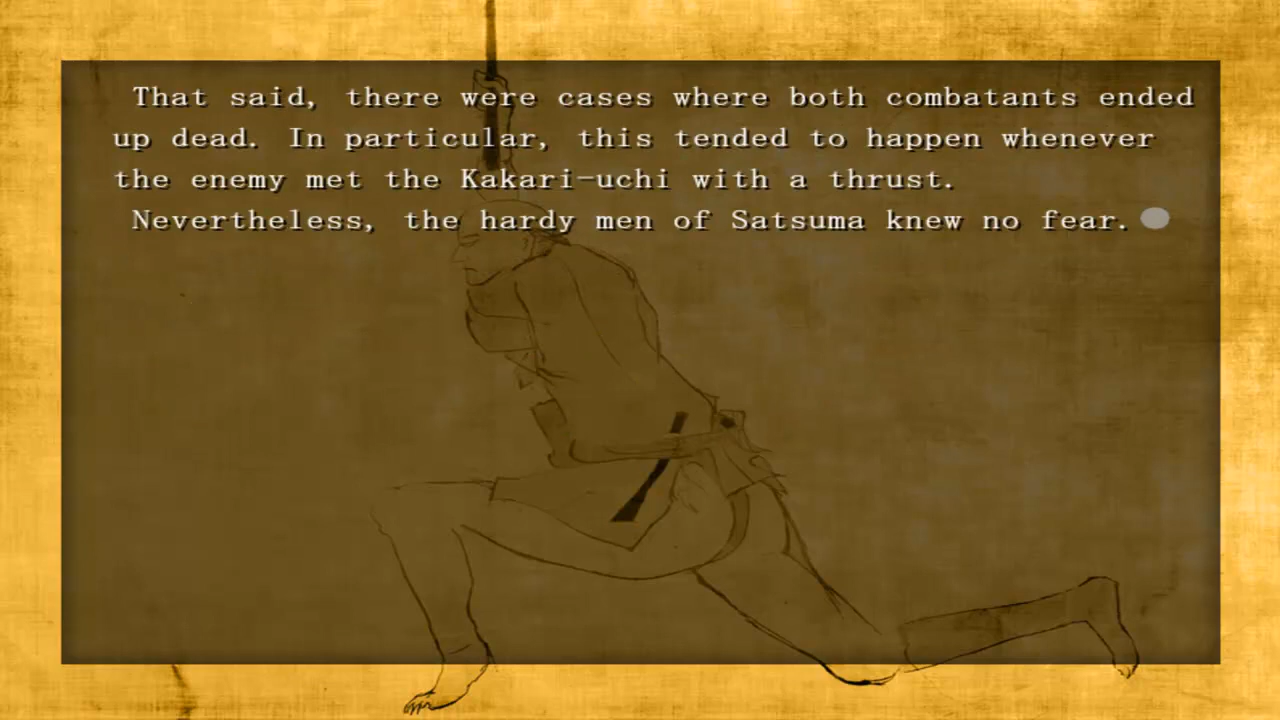 That said, there were cases where both combatants ended
up dead. In particular, this tended to happen whenever
the enemy met the Kakari-uchi with a thrust.
Nevertheless, the hardy men of Satsuma knew no fear.